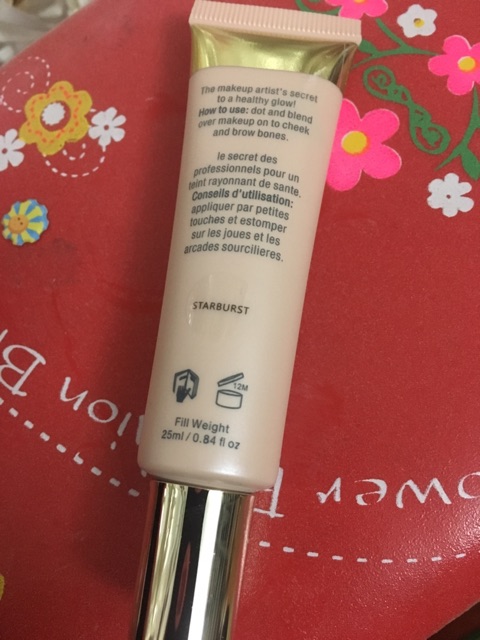 The makeup artist's secret
to a healthy glow!
How to use: dot and blend
over makeup on to cheek
and brow bones.
le secret des
professionnels pour un
teint rayonnant de santé.
Conseils d'utilisation:
appliquer par petites
touches et estomper
sur les joues et les
arcades sourcilieres.
STARBURST
12M
Fill Weight
25ml / 0.84 fl oz